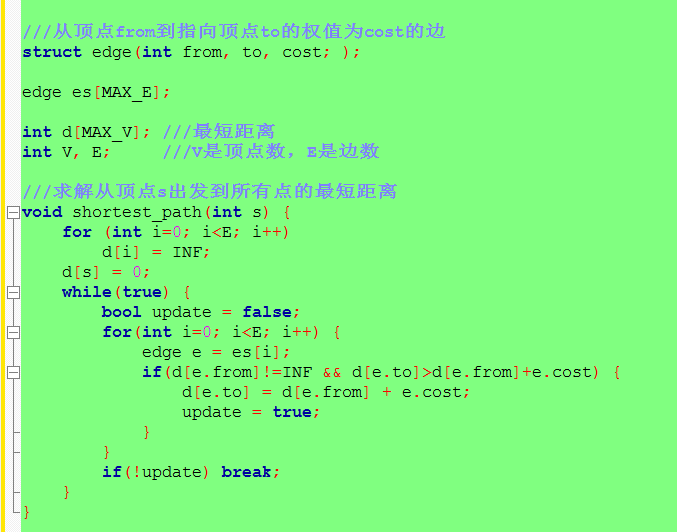 ///从顶点from到指向顶点to的权值为cost的边
struct edge(int from, to, cost; );
edge es[MAX_E];
int d[MAX_V]; ///最短距离
int V, E; ///V是顶点数，E是边数
///求解从顶点s出发到所有点的最短距离
void shortest_path(int s) {
for (int i=0; i<E; i++)
d[i] = INF;
d[s] = 0;
while(true) {
bool update = false;
for(int i=0; i<E; i++) {
edge e = es[i];
if(d[e.from]!=INF && d[e.to]>d[e.from]+e.cost) {
d[e.to] = d[e.from] + e.cost;
update = true;
}
}
if(!update) break;
}
}